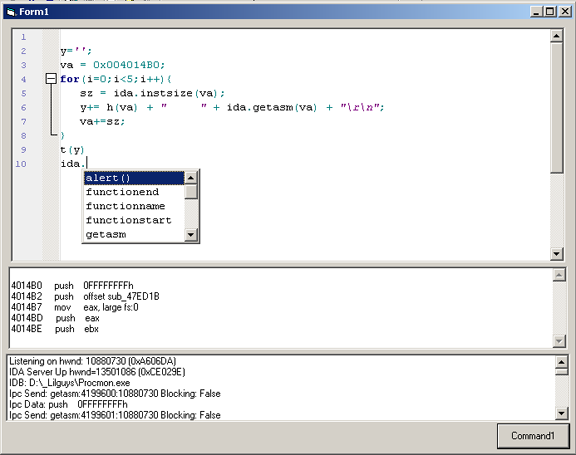 Form1
1
2 y='';
3 va = 0x004014B0;
4 for(i=0;i<5;i++){
5 sz = ida.instsize(va);
6 y+= h(va) + "     " + ida.getasm(va) + "\r\n";
7 va+=sz;
8 }
9 t(y)
10 ida.
alert()
functionend
functionname
functionstart
getasm
4014B0 push 0FFFFFFFFh
4014B2 push offset sub_47ED1B
4014B7 mov eax, large fs:0
4014BD push eax
4014BE push ebx
Listening on hwnd: 10880730 (0xA606DA)
IDA Server Up hwnd=13501086 (0xCE029E)
IDB: D:\_Lilguys\Procmon.exe
Ipc Send: getasm:4199600:10880730 Blocking: False
Ipc Data: push 0FFFFFFFFh
Ipc Send: getasm:4199601:10880730 Blocking: False
Command1